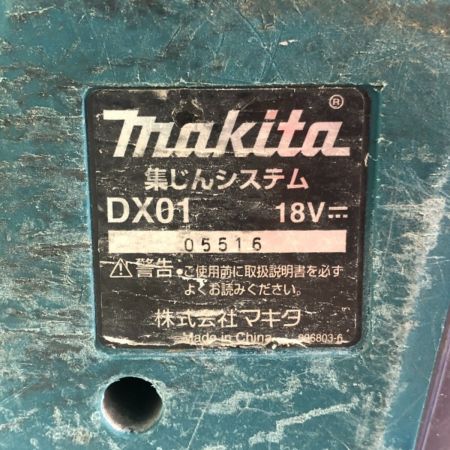 makita®
集じんシステム
DX01 18V⎓
05516
⚠警告・ご使用前に取扱説明書を必ず
よくお読みください。
株式会社マキタ
Made in China